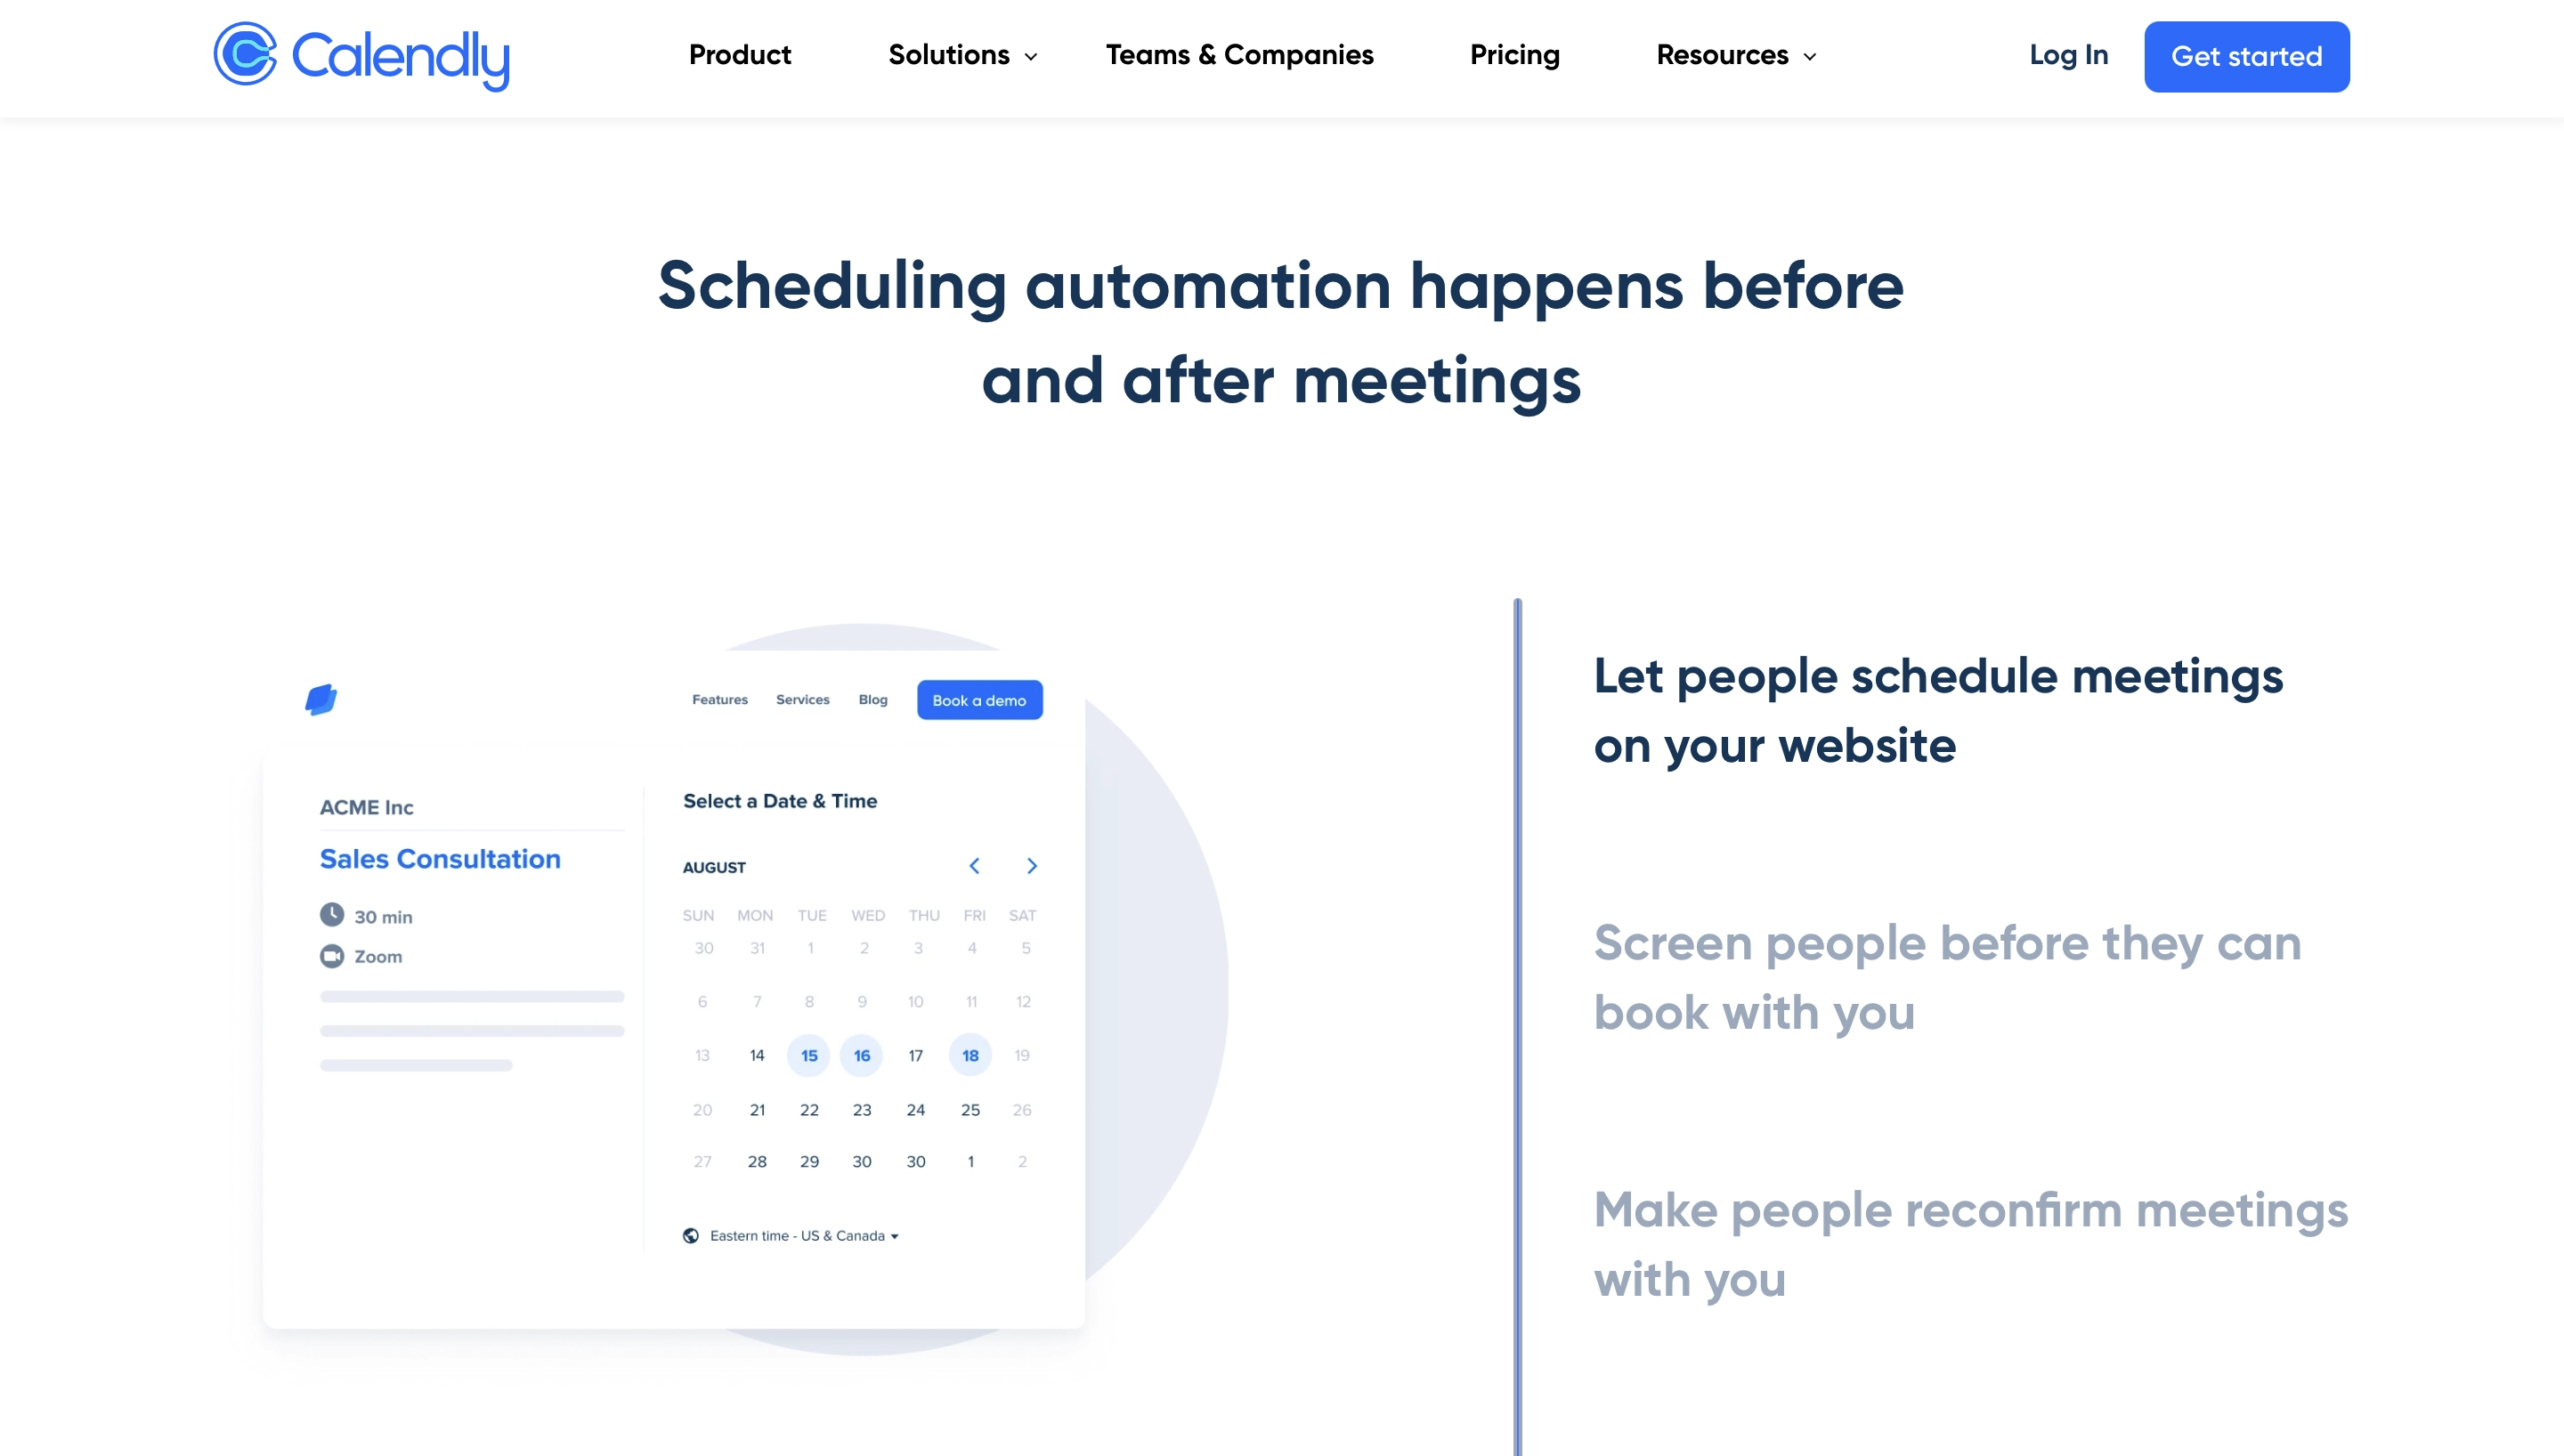 Calendly
Product Solutions Teams & Companies Pricing Resources Log In Get started
Scheduling automation happens before
and after meetings
Features Services Blog Book a demo
ACME Inc
Sales Consultation
30 min
Zoom
Select a Date & Time
AUGUST
SUN MON TUE WED THU FRI SAT
30 31 1 2 3 4 5
6 7 8 9 10 11 12
13 14 15 16 17 18 19
20 21 22 23 24 25 26
27 28 29 30 30 1 2
Eastern time - US & Canada
Let people schedule meetings
on your website
Screen people before they can
book with you
Make people reconfirm meetings
with you